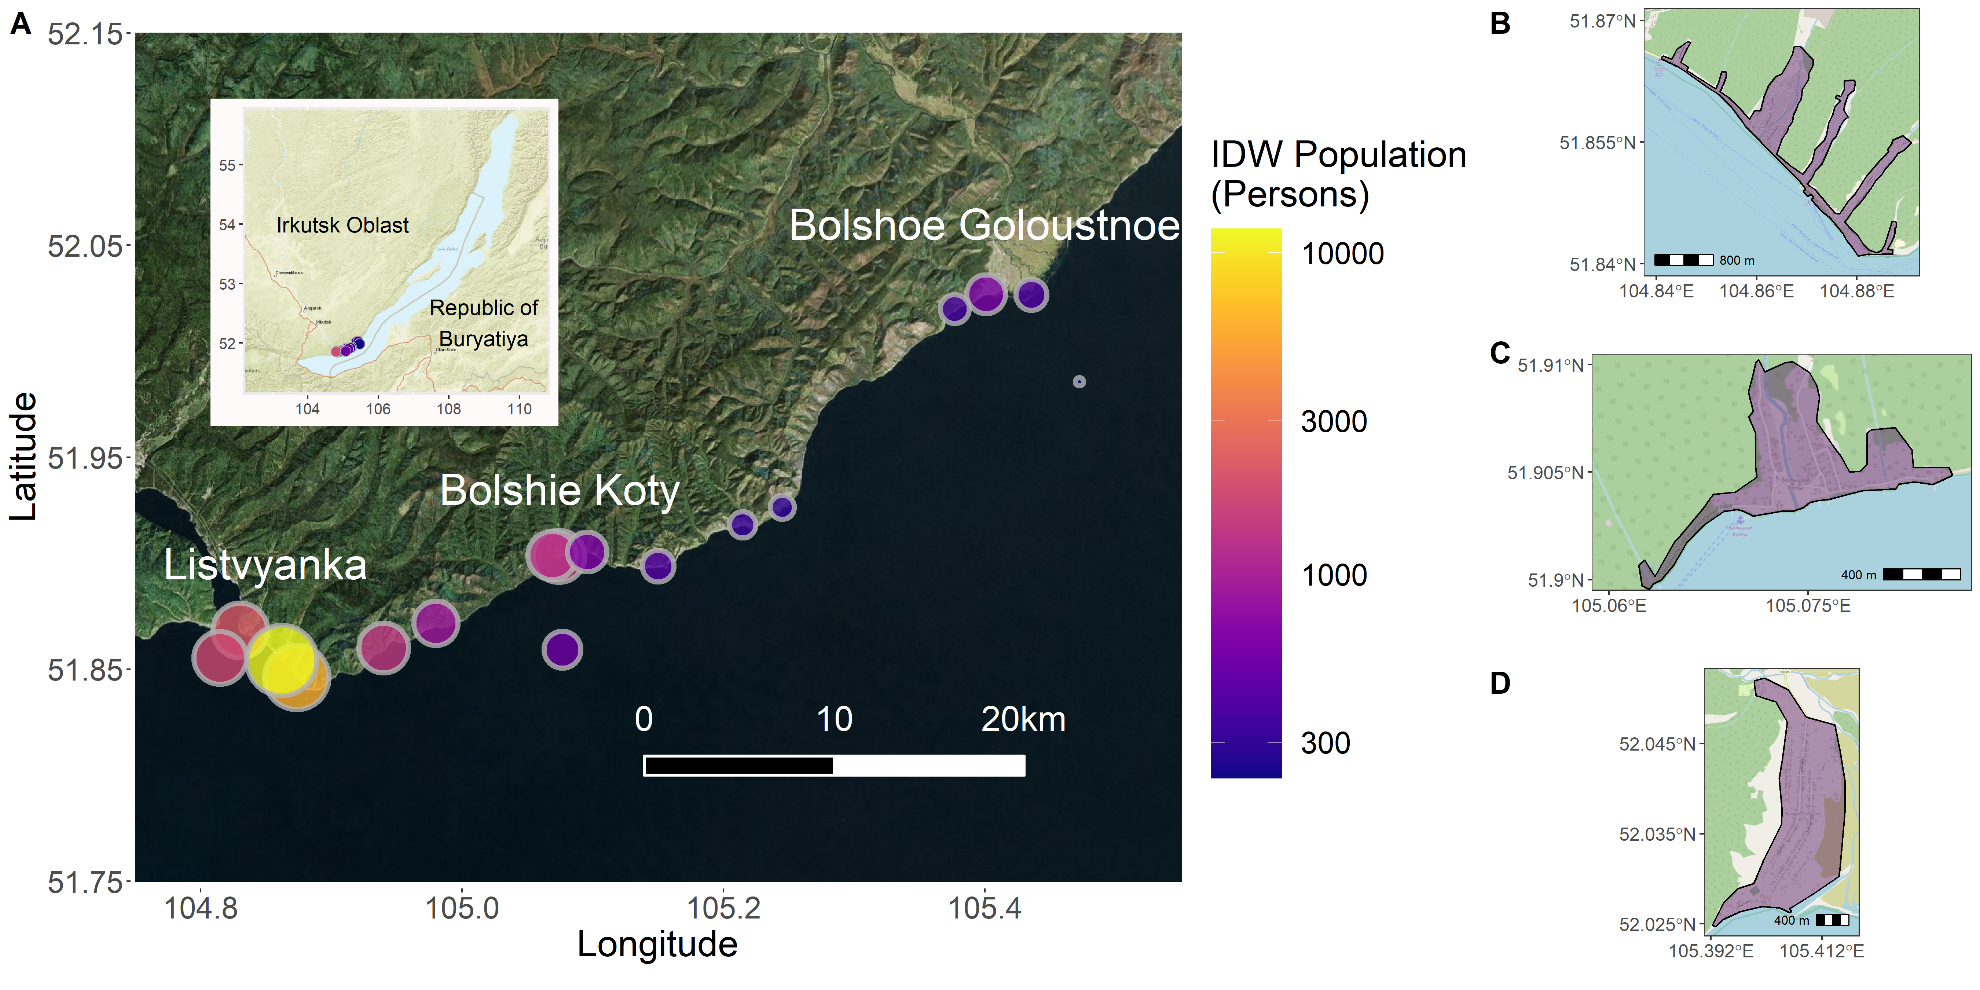 A
52.15
52.05
51.95
51.85
51.75
Latitude
104.8
105.0
105.2
105.4
Longitude
55
54
53
52
104
106
108
110
Irkutsk Oblast
Republic of
Buryatiya
Bolshoe Goloustnoe
Bolshie Koty
Listvyanka
0
10
20km
IDW Population
(Persons)
10000
3000
1000
300
B
51.87°N
51.855°N
51.84°N
800 m
104.84°E
104.86°E
104.88°E
C
51.91°N
51.905°N
51.9°N
400 m
105.06°E
105.075°E
D
52.045°N
52.035°N
52.025°N
400 m
105.392°E
105.412°E